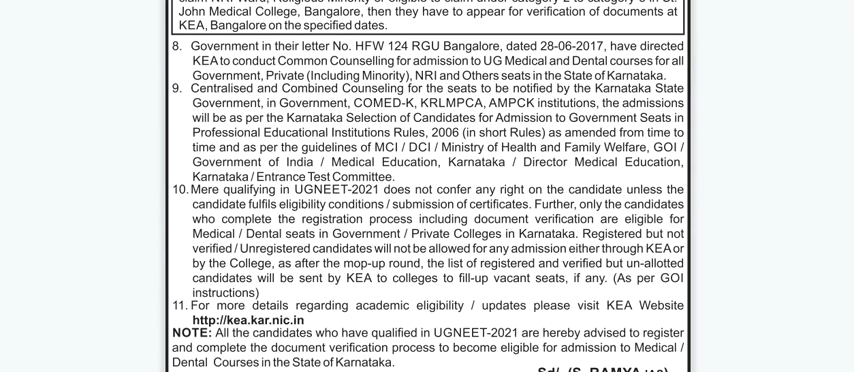 John Medical College, Bangalore, then they have to appear for verification of documents at
KEA, Bangalore on the specified dates.
8. Government in their letter No. HFW 124 RGU Bangalore, dated 28-06-2017, have directed
KEA to conduct Common Counselling for admission to UG Medical and Dental courses for all
Government, Private (Including Minority), NRI and Others seats in the State of Karnataka.
9. Centralised and Combined Counseling for the seats to be notified by the Karnataka State
Government, in Government, COMED-K, KRLMPCA, AMPCK institutions, the admissions
will be as per the Karnataka Selection of Candidates for Admission to Government Seats in
Professional Educational Institutions Rules, 2006 (in short Rules) as amended from time to
time and as per the guidelines of MCI / DCI / Ministry of Health and Family Welfare, GOI /
Government of India / Medical Education, Karnataka / Director Medical Education,
Karnataka / Entrance Test Committee.
10. Mere qualifying in UGNEET-2021 does not confer any right on the candidate unless the
candidate fulfils eligibility conditions / submission of certificates. Further, only the candidates
who complete the registration process including document verification are eligible for
Medical / Dental seats in Government / Private Colleges in Karnataka. Registered but not
verified / Unregistered candidates will not be allowed for any admission either through KEA or
by the College, as after the mop-up round, the list of registered and verified but un-allotted
candidates will be sent by KEA to colleges to fill-up vacant seats, if any. (As per GOI
instructions)
11. For more details regarding academic eligibility / updates please visit KEA Website
http://kea.kar.nic.in
NOTE: All the candidates who have qualified in UGNEET-2021 are hereby advised to register
and complete the document verification process to become eligible for admission to Medical /
Dental Courses in the State of Karnataka.
Sd/- (S. RAMYA IAS)